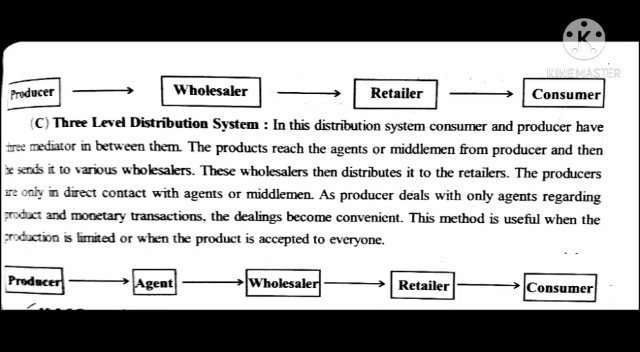 KINEMASTER
Producer → Wholesaler → Retailer → Consumer
(C) Three Level Distribution System : In this distribution system consumer and producer have
three mediator in between them. The products reach the agents or middlemen from producer and then
he sends it to various wholesalers. These wholesalers then distributes it to the retailers. The producers
are only in direct contact with agents or middlemen. As producer deals with only agents regarding
product and monetary transactions, the dealings become convenient. This method is useful when the
production is limited or when the product is accepted to everyone.
Producer → Agent → Wholesaler → Retailer → Consumer